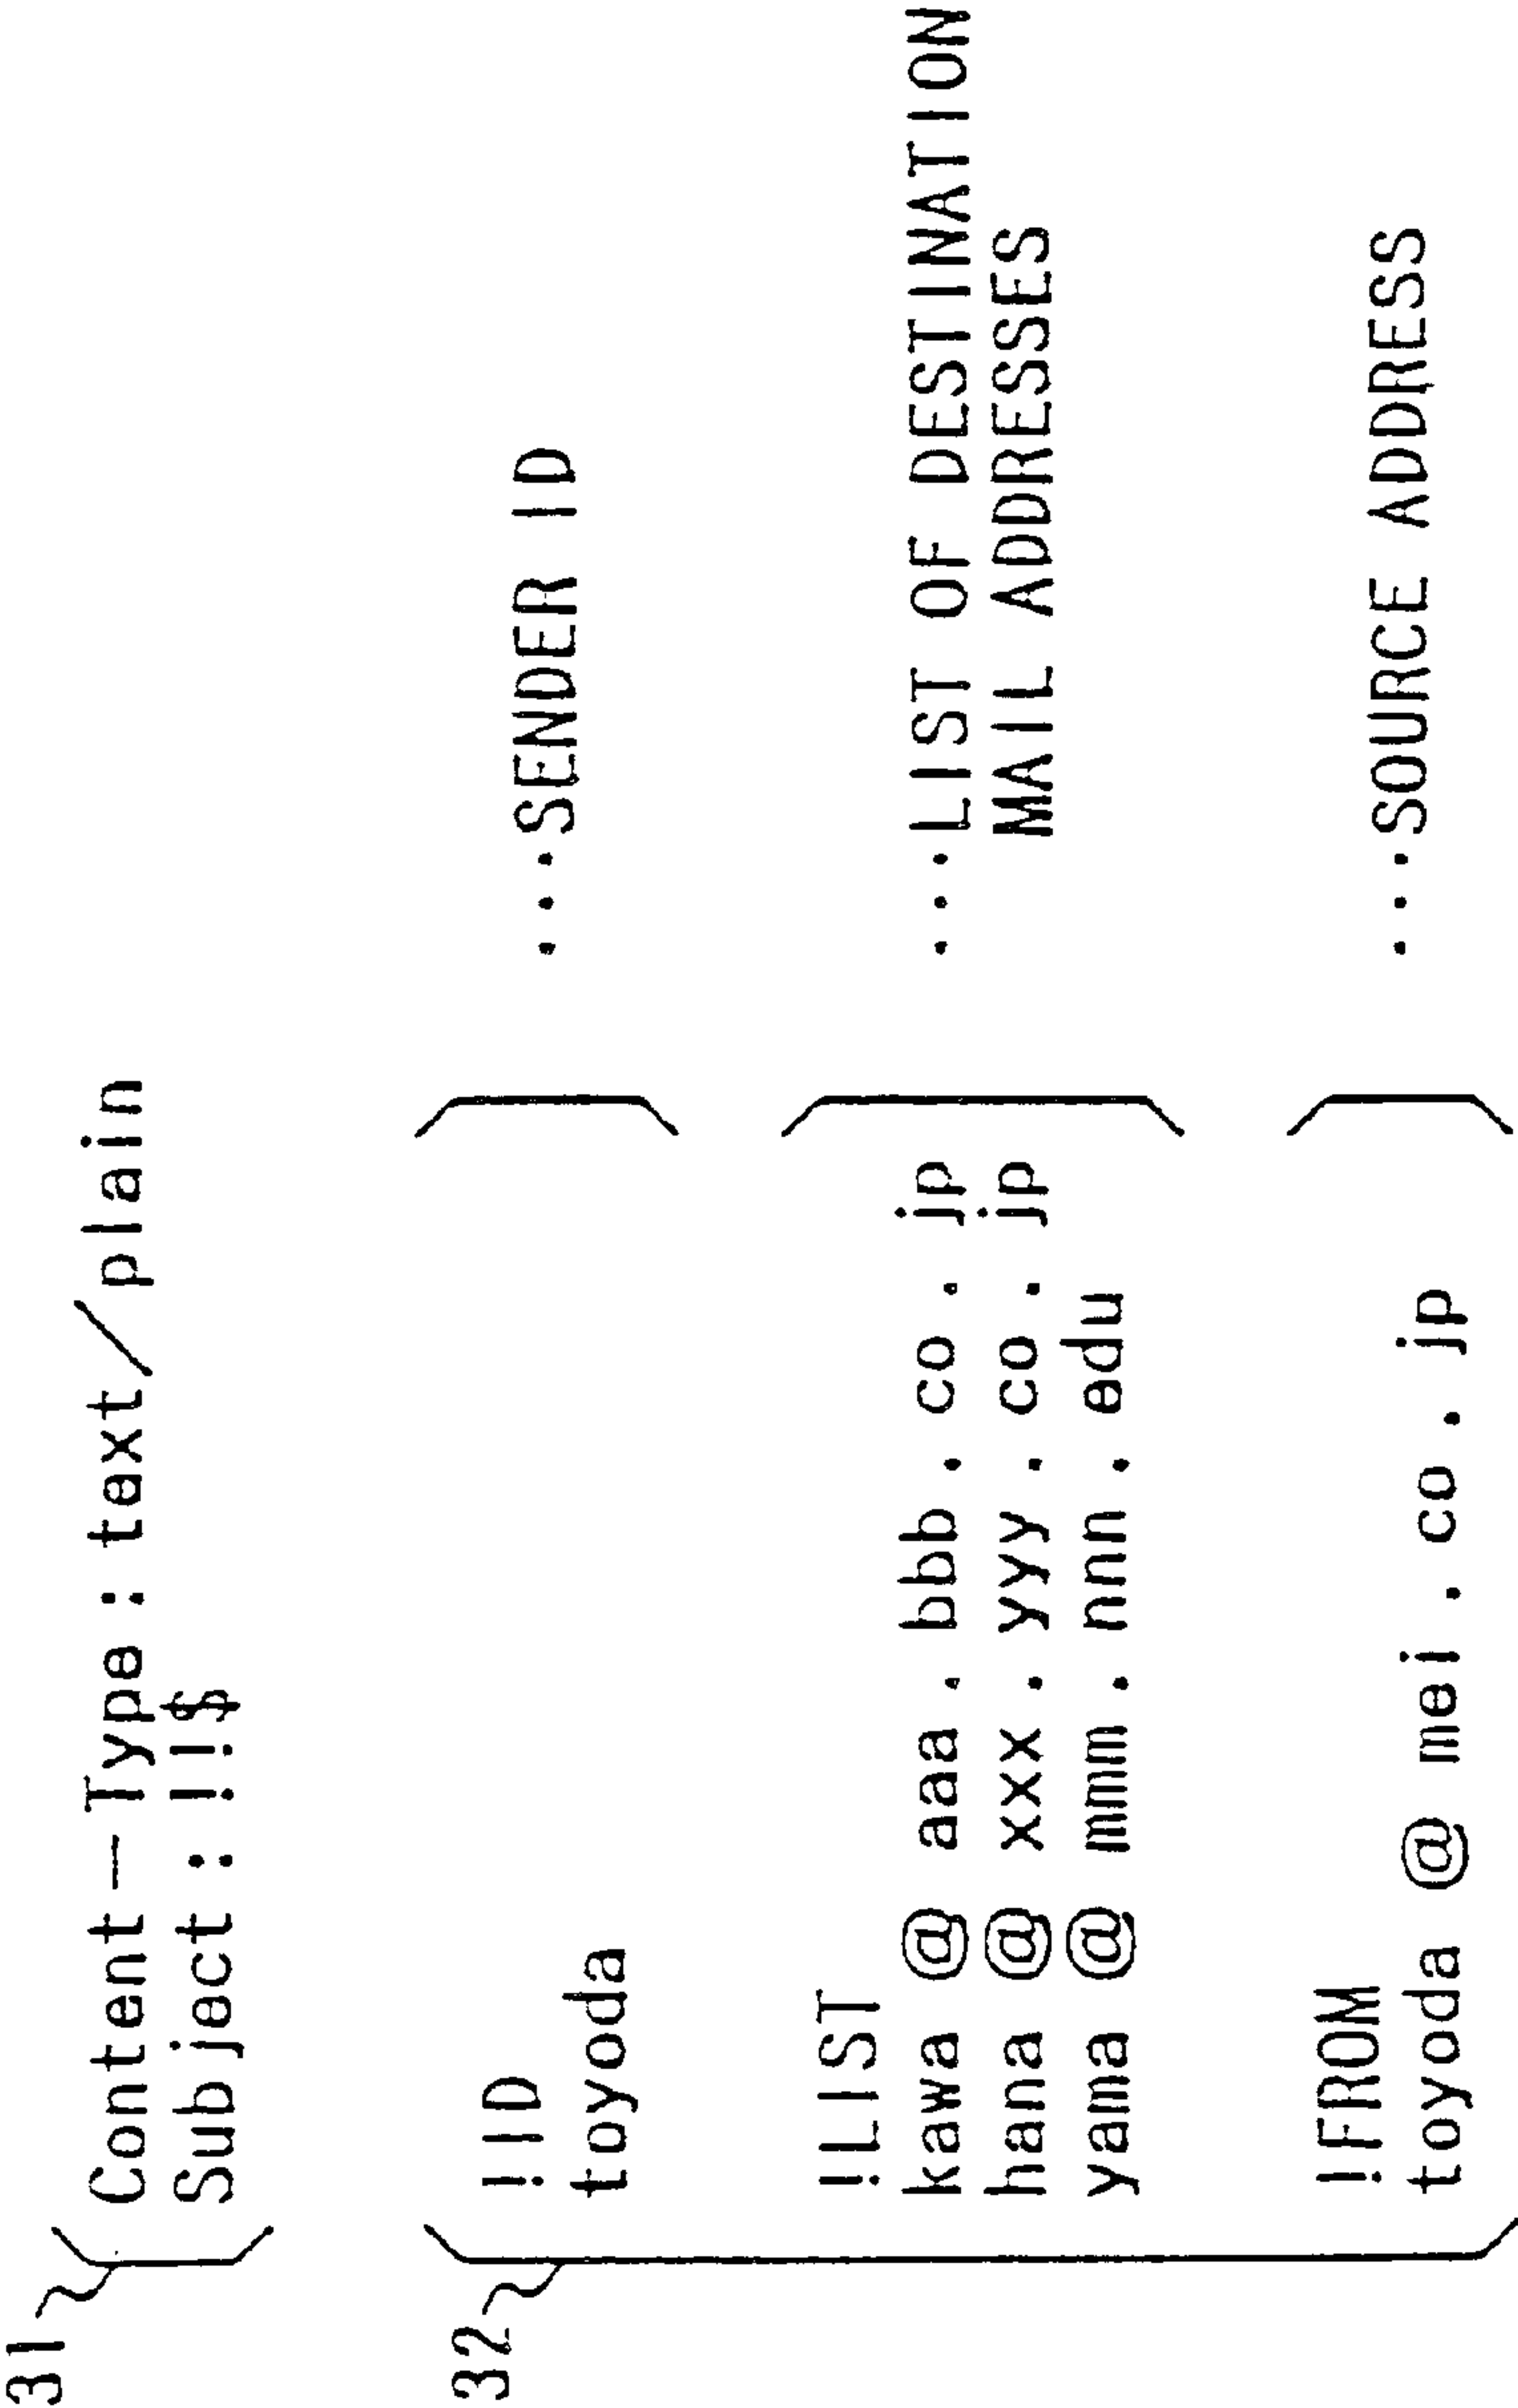 31
Content-Type : text/plain
Subject : !!$
32
!ID
toyoda
...SENDER ID
!LIST
kawa @ aaa . bbb . co . jp
hana @ xxx . yyy . co . jp
yama @ mmm . nnn . edu
...LIST OF DESTINATION
MAIL ADDRESSES
!FROM
toyoda @ mei . co . jp
...SOURCE ADDRESS